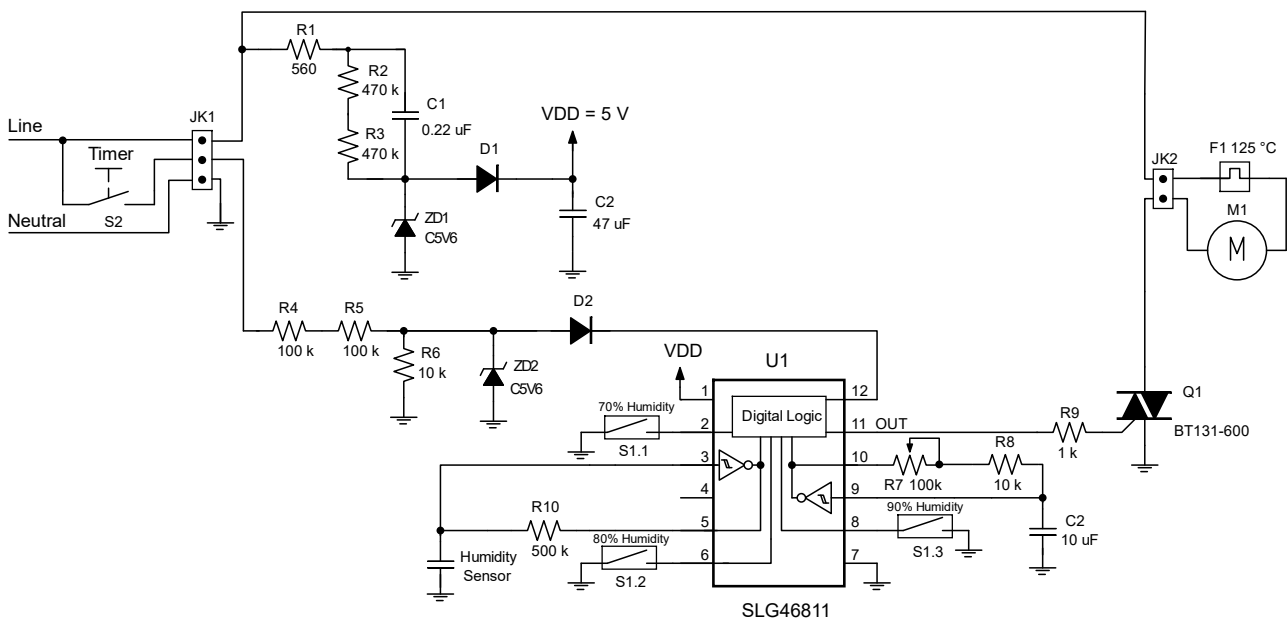 R1
560
R2
470 k
R3
470 k
C1
0.22 uF
VDD = 5 V
D1
C2
47 uF
ZD1
C5V6
Line
JK1
Timer
S2
Neutral
JK2
F1 125 °C
M1
M
R4
100 k
R5
100 k
R6
10 k
ZD2
C5V6
D2
VDD
U1
1
12
Digital Logic
70% Humidity
S1.1
2
11
OUT
R9
1 k
Q1
BT131-600
3
10
R7 100k
R8
10 k
4
9
R10
500 k
5
8
90% Humidity
S1.3
C2
10 uF
Humidity
Sensor
80% Humidity
S1.2
6
7
SLG46811